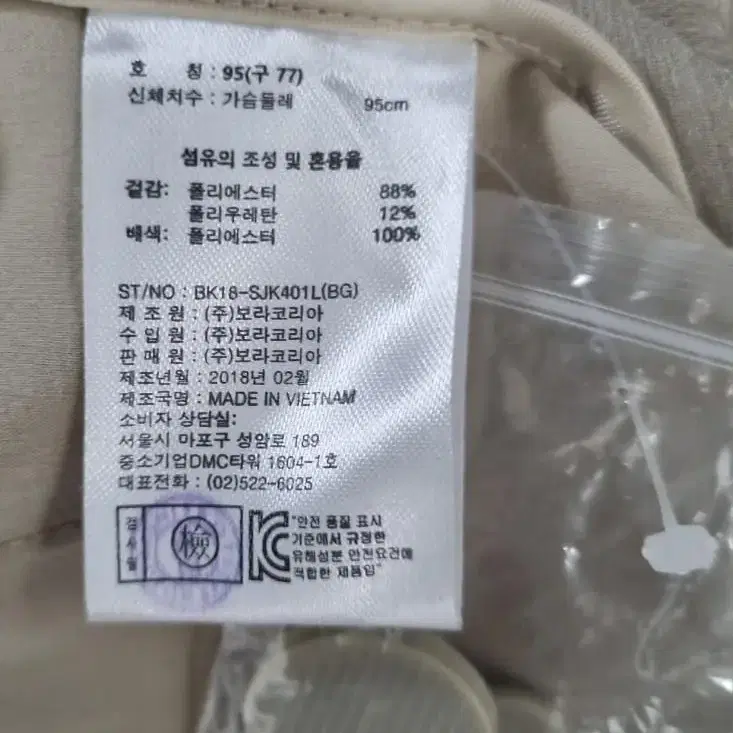 호 칭 : 95(구 77)
신체치수 : 가슴둘레 95cm
섬유의 조성 및 혼용율
겉감: 폴리에스터 88%
폴리우레탄 12%
배색: 폴리에스터 100%
ST/NO : BK18-SJK401L(BG)
제 조 원 : (주)보라코리아
수 입 원 : (주)보라코리아
판 매 원 : (주)보라코리아
제조년월 : 2018년 02월
제조국명 : MADE IN VIETNAM
소비자 상담실:
서울시 마포구 성암로 189
중소기업DMC타워 1604-1호
대표전화 : (02)522-6025
검사필 檢
"안전 품질 표시
기준에서 규정한
유해성분 안전요건에
적합한 제품임"